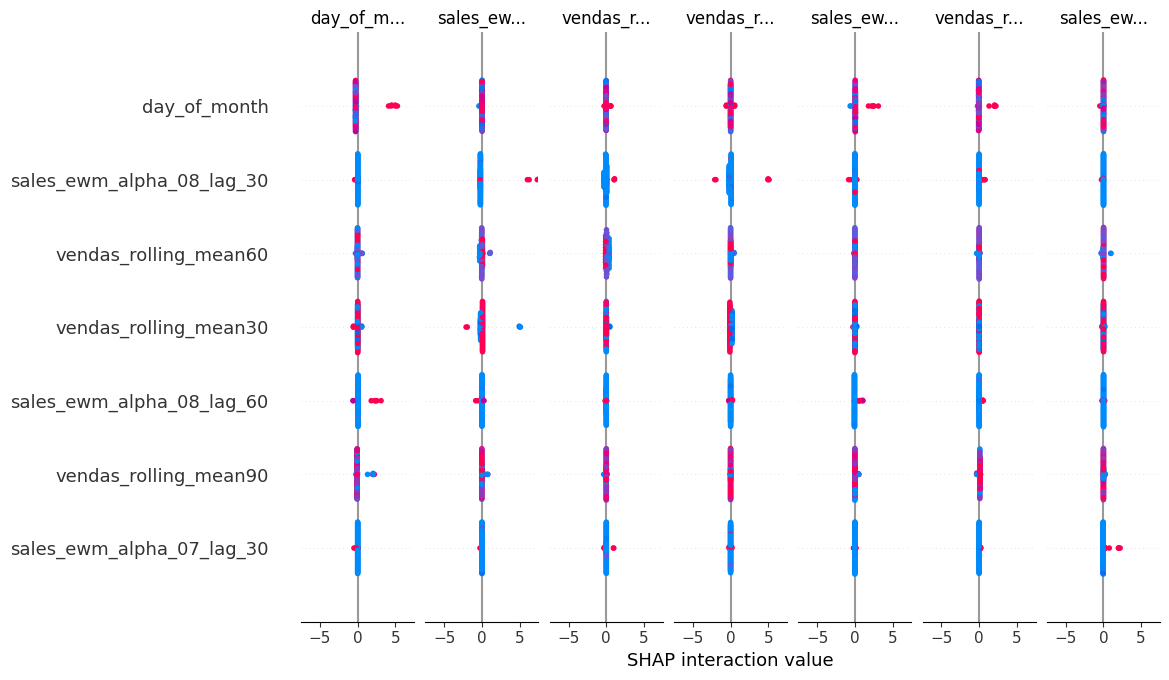 day_of_m... sales_ew... vendas_r... vendas_r... sales_ew... vendas_r... sales_ew...
day_of_month
sales_ewm_alpha_08_lag_30
vendas_rolling_mean60
vendas_rolling_mean30
sales_ewm_alpha_08_lag_60
vendas_rolling_mean90
sales_ewm_alpha_07_lag_30
−5 0 5 −5 0 5 −5 0 5 −5 0 5 −5 0 5 −5 0 5 −5 0 5
SHAP interaction value